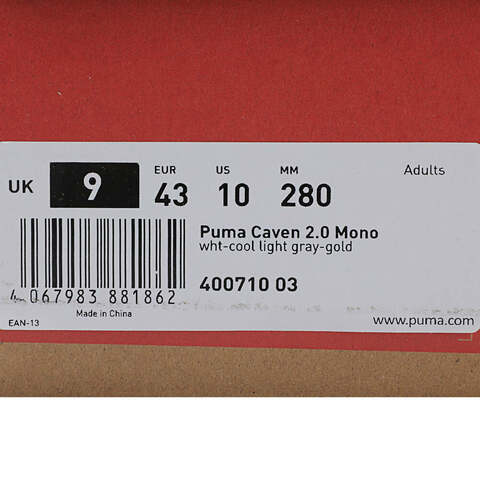 EUR US MM Adults
UK 9 43 10 280
Puma Caven 2.0 Mono
wht-cool light gray-gold
400710 03
4 067983 881862
Made in China
EAN-13
www.puma.com